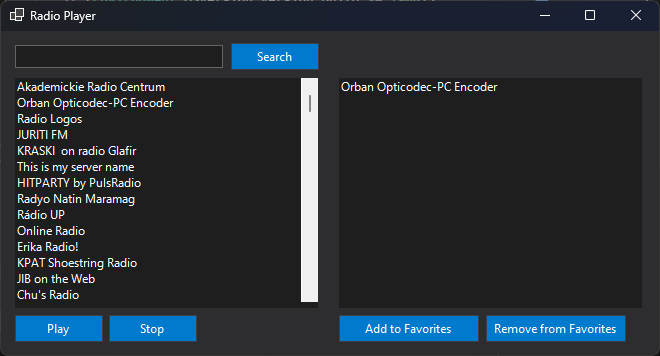 Radio Player
Search
Akademickie Radio Centrum
Orban Opticodec-PC Encoder
Radio Logos
JURITI FM
KRASKI  on radio Glafir
This is my server name
HITPARTY by PulsRadio
Radyo Natin Maramag
Rádio UP
Online Radio
Erika Radio!
KPAT Shoestring Radio
JIB on the Web
Chu's Radio
Orban Opticodec-PC Encoder
Play
Stop
Add to Favorites
Remove from Favorites